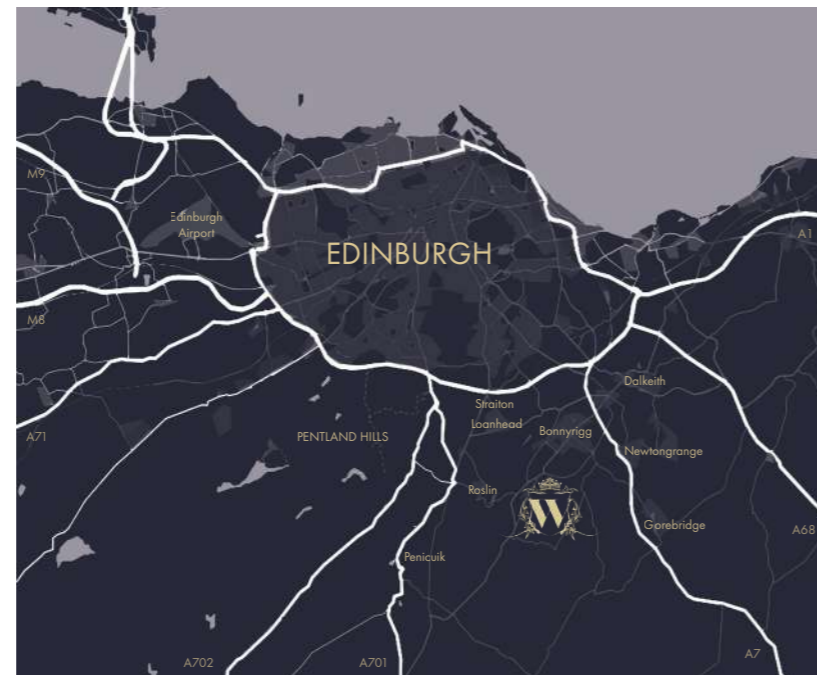 M9
Edinburgh
Airport
A1
EDINBURGH
M8
Dalkeith
Straiton
Loanhead
Bonnyrigg
A71
PENTLAND HILLS
Newtongrange
Roslin
W
Gorebridge
A68
Penicuik
A7
A702
A701